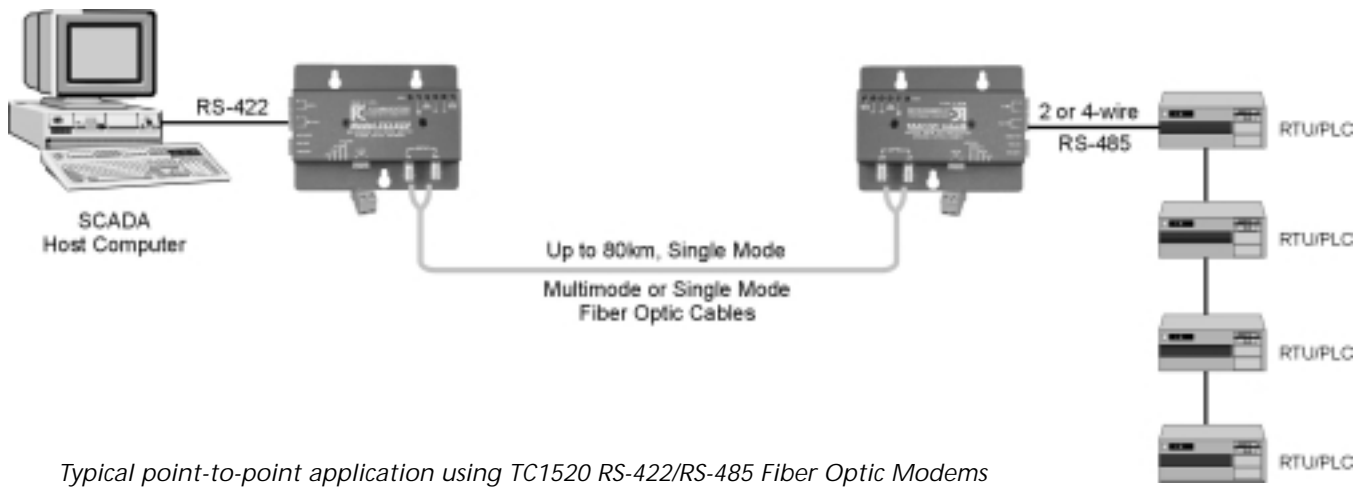 RS-422
2 or 4-wire
RS-485
RTU/PLC
SCADA
Host Computer
RTU/PLC
Up to 80km, Single Mode
Multimode or Single Mode
Fiber Optic Cables
RTU/PLC
RTU/PLC
Typical point-to-point application using TC1520 RS-422/RS-485 Fiber Optic Modems